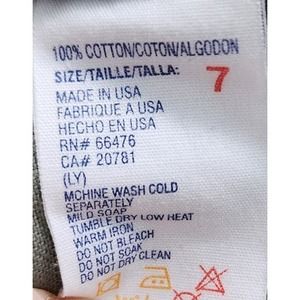 100% COTTON/COTON/ALGODON
SIZE/TAILLE/TALLA: 7
MADE IN USA
FABRIQUE A USA
HECHO EN USA
RN# 66476
CA# 20781
(LY)
MCHINE WASH COLD
SEPARATELY
MILD SOAP
TUMBLE DRY LOW HEAT
WARM IRON
DO NOT BLEACH
DO NOT SOAK
DO NOT DRY CLEAN